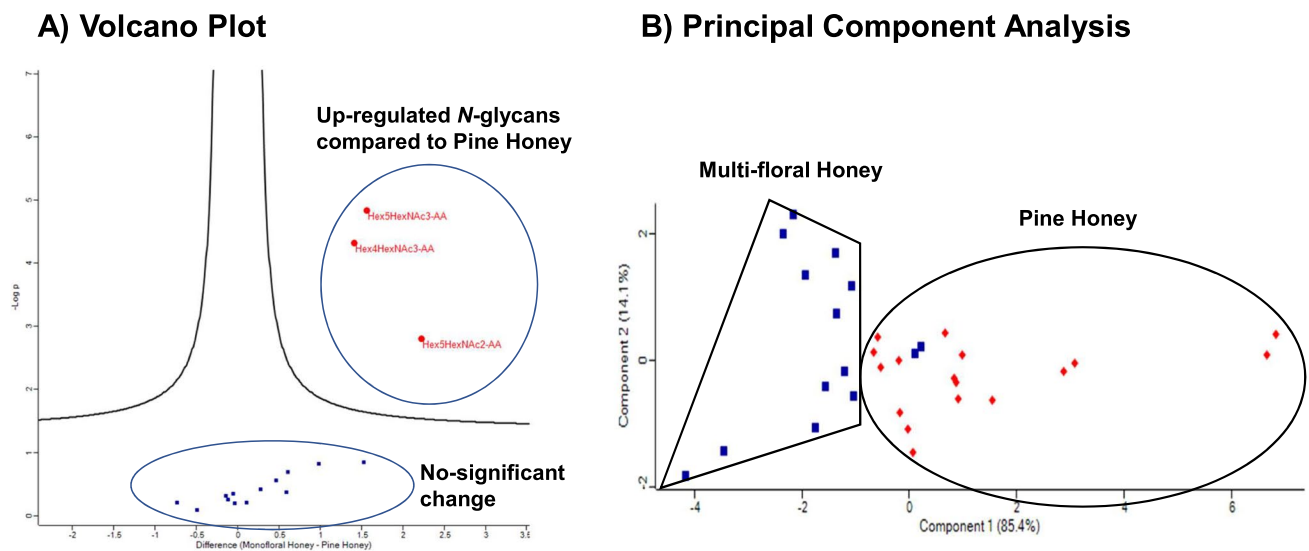 A) Volcano Plot
7
6
5
4
3
2
1
0
-Log p
Up-regulated N-glycans
compared to Pine Honey
Hex5HexNAc3-AA
Hex4HexNAc3-AA
Hex5HexNAc2-AA
No-significant
change
-2 -1.5 -1 -0.5 0 0.5 1 1.5 2 2.5 3 3.5
Difference (Monofloral Honey - Pine Honey)
B) Principal Component Analysis
Multi-floral Honey
Pine Honey
2
0
-2
Component 2 (14.1%)
-4 -2 0 2 4 6
Component 1 (85.4%)